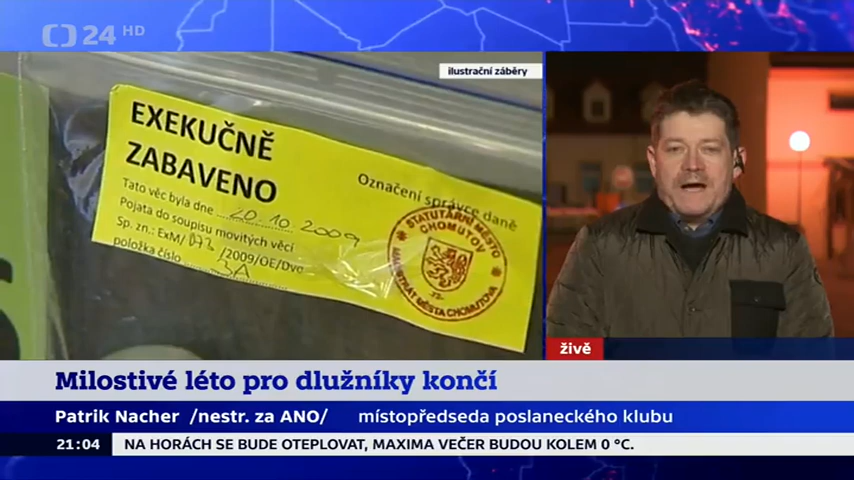 ČT 24 HD
ilustrační záběry
EXEKUČNĚ
ZABAVENO
Označení správce daně
Tato věc byla dne 20.10.2009
Pojata do soupisu movitých věcí
Sp. zn.: ExM/ /2009/OE/Dvo
položka číslo 3A
STATUTÁRNÍ MĚSTO
CHOMUTOV
MAGISTRÁT MĚSTA CHOMUTOVA
živě
Milostivé léto pro dlužníky končí
Patrik Nacher /nestr. za ANO/ místopředseda poslaneckého klubu
21:04 NA HORÁCH SE BUDE OTEPLOVAT, MAXIMA VEČER BUDOU KOLEM 0 °C.